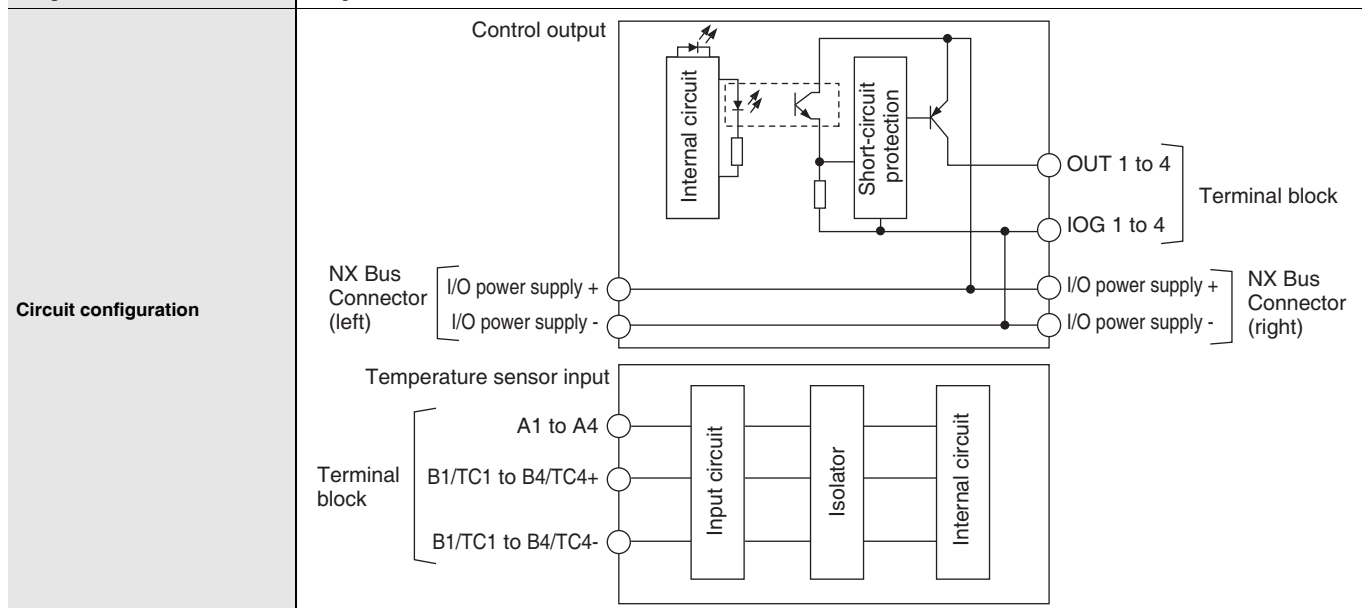 Circuit configuration
Control output
Internal circuit
Short-circuit
protection
OUT 1 to 4
IOG 1 to 4
Terminal block
NX Bus
Connector
(left)
I/O power supply +
I/O power supply -
I/O power supply +
I/O power supply -
NX Bus
Connector
(right)
Temperature sensor input
Terminal
block
A1 to A4
B1/TC1 to B4/TC4+
B1/TC1 to B4/TC4-
Input circuit
Isolator
Internal circuit